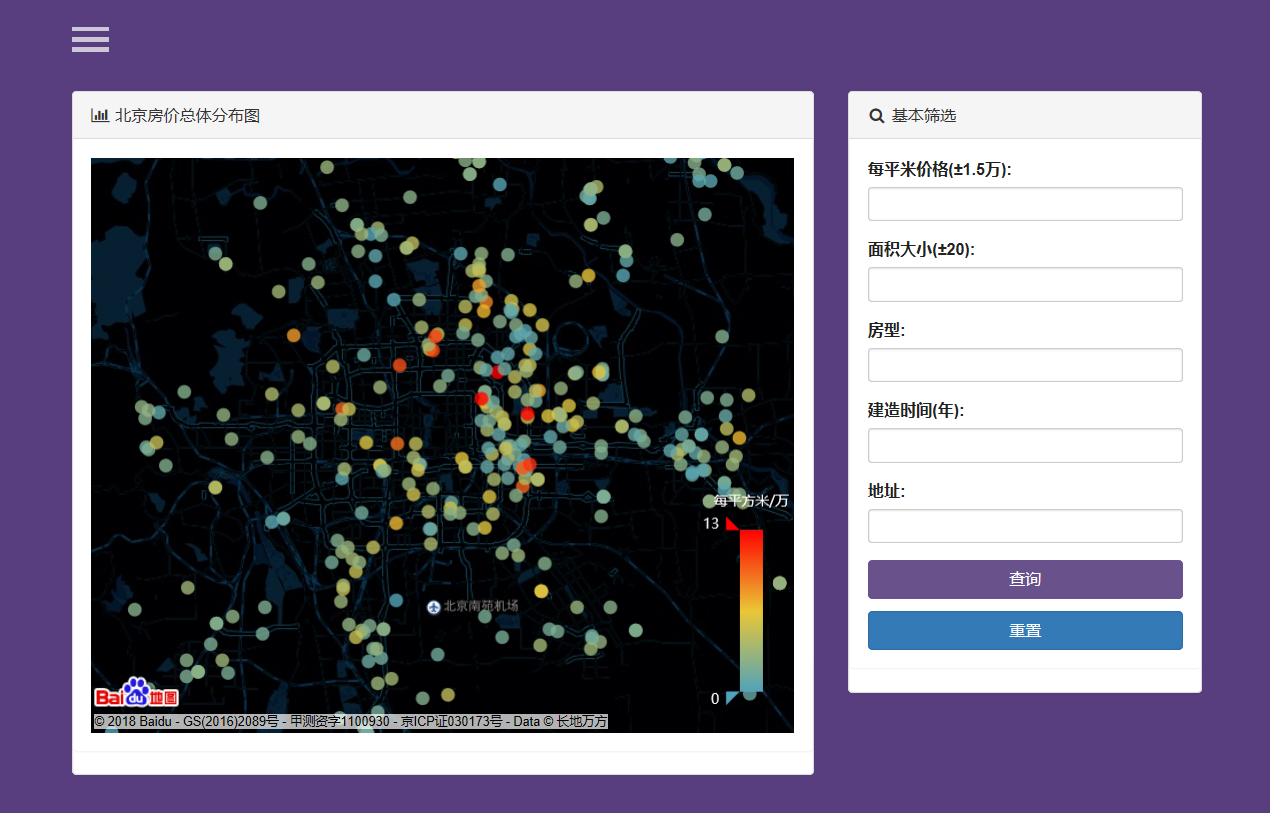 北京房价总体分布图
每平方米/万
13
0
北京南苑机场
Bai du 地图
© 2018 Baidu - GS(2016)2089号 - 甲测资字1100930 - 京ICP证030173号 - Data © 长地万方
基本筛选
每平米价格(±1.5万):
面积大小(±20):
房型:
建造时间(年):
地址:
查询
重置